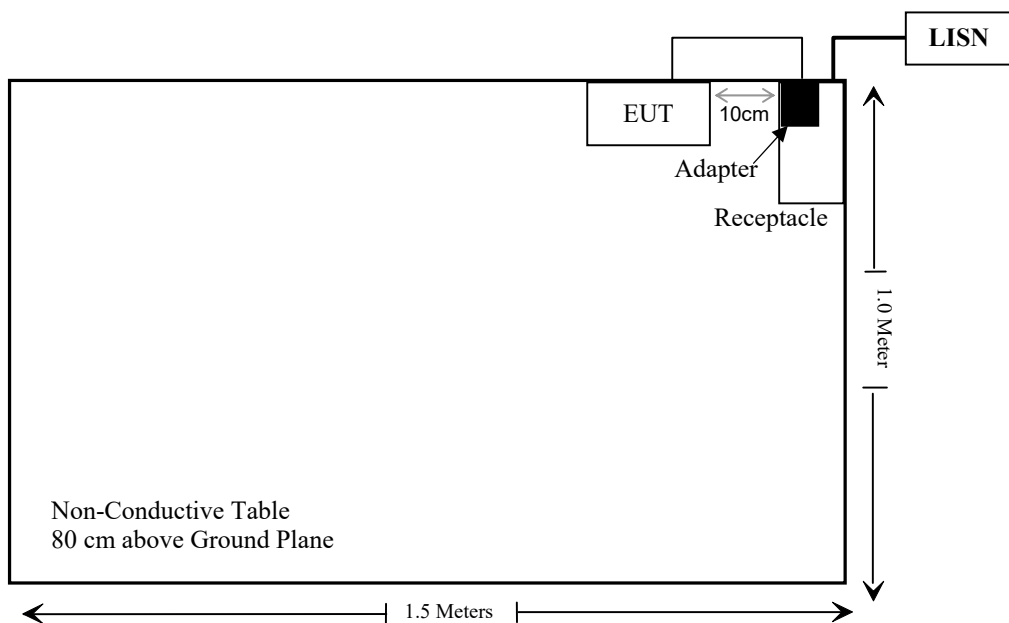 LISN
EUT
10cm
Adapter
Receptacle
1.0 Meter
Non-Conductive Table
80 cm above Ground Plane
1.5 Meters